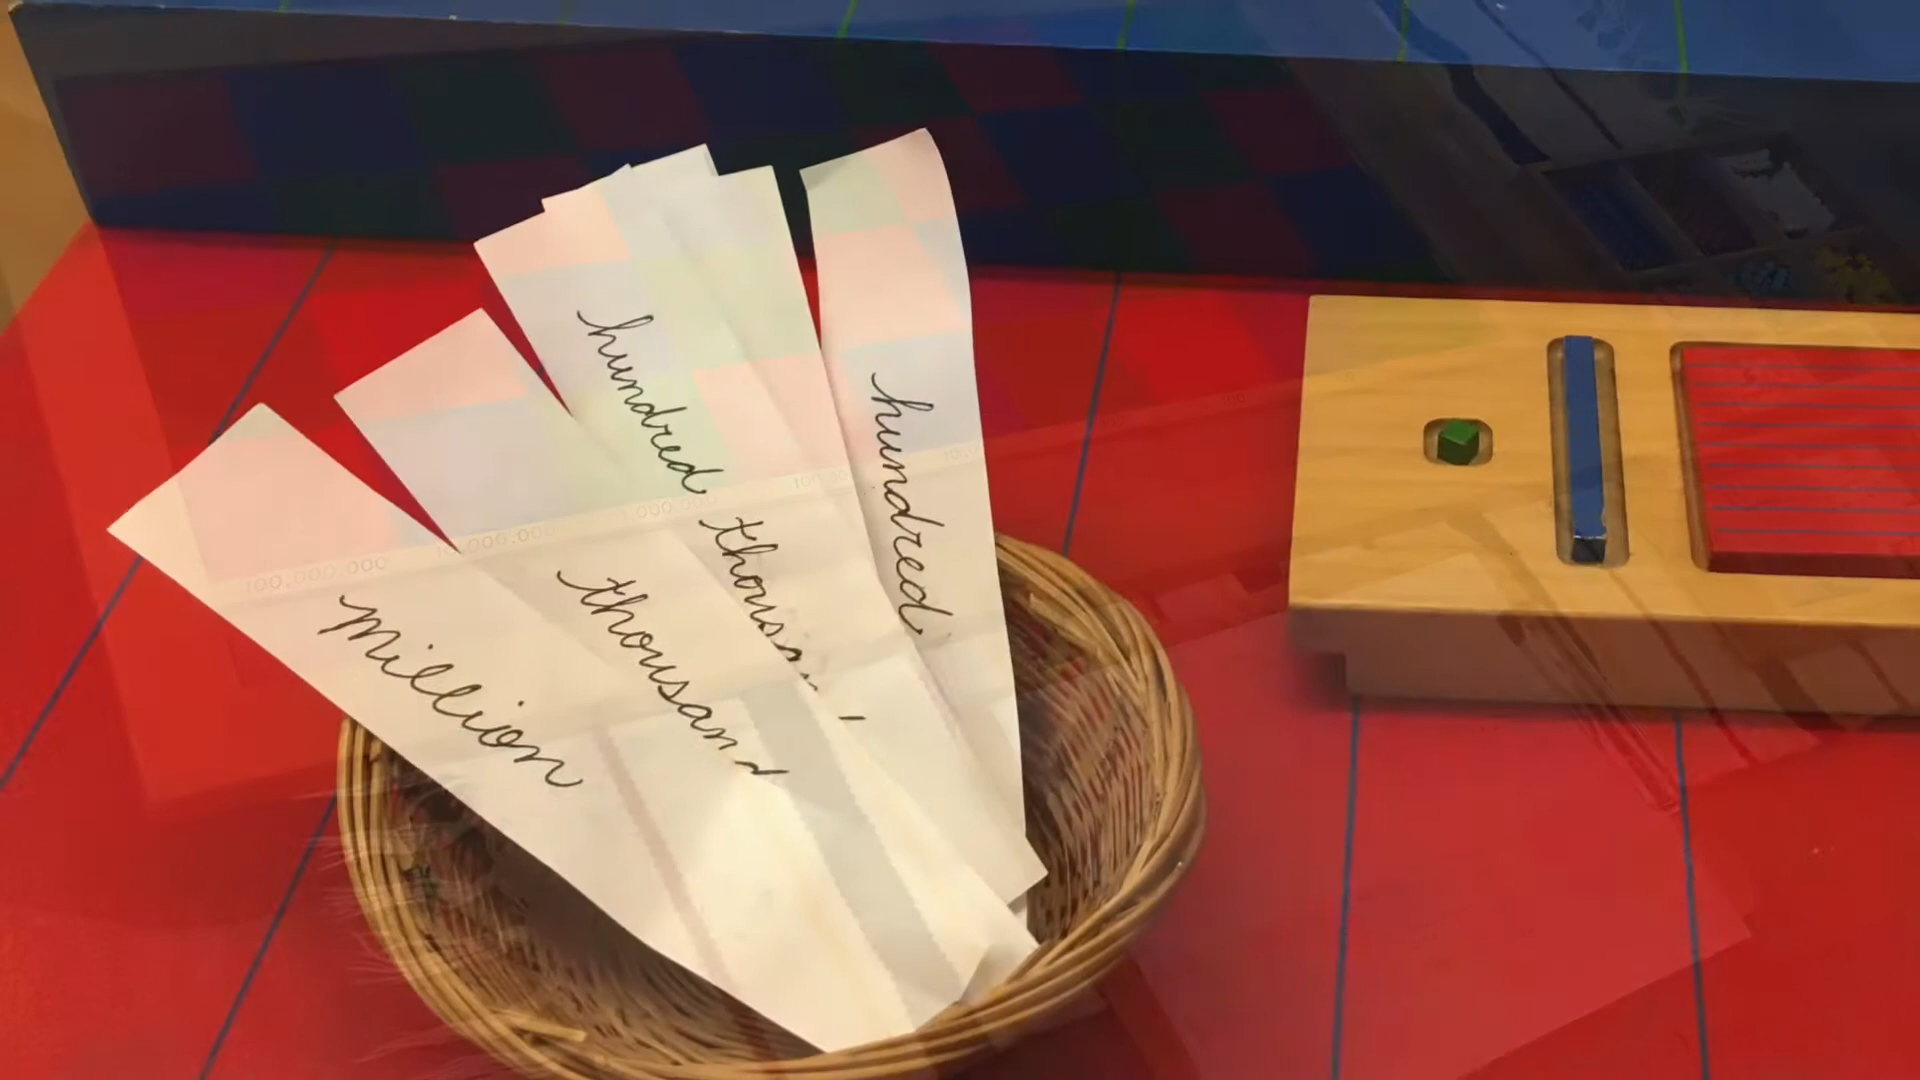 million
thousand
hundred thousand
hundred
100,000,000
10,000,000
1,000,000